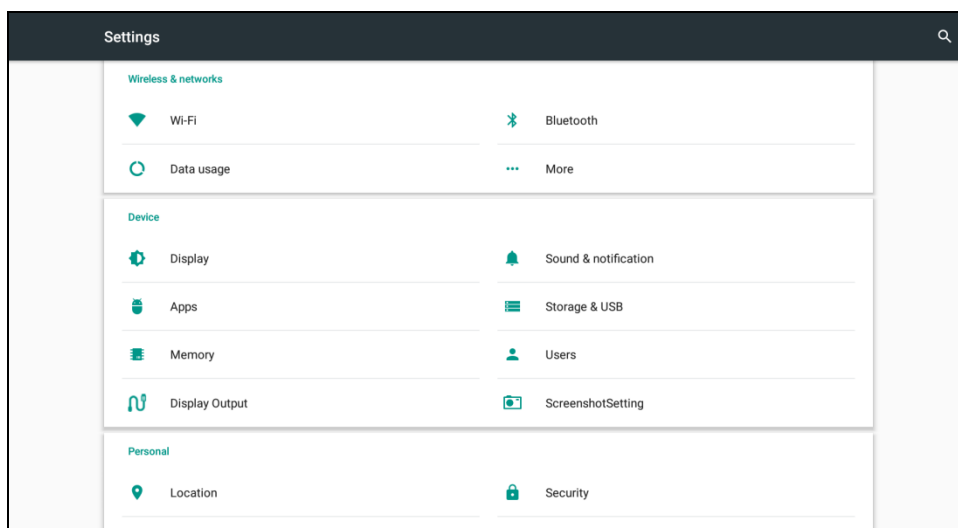 Settings
Wireless & networks
Wi-Fi
Bluetooth
Data usage
More
Device
Display
Sound & notification
Apps
Storage & USB
Memory
Users
Display Output
ScreenshotSetting
Personal
Location
Security